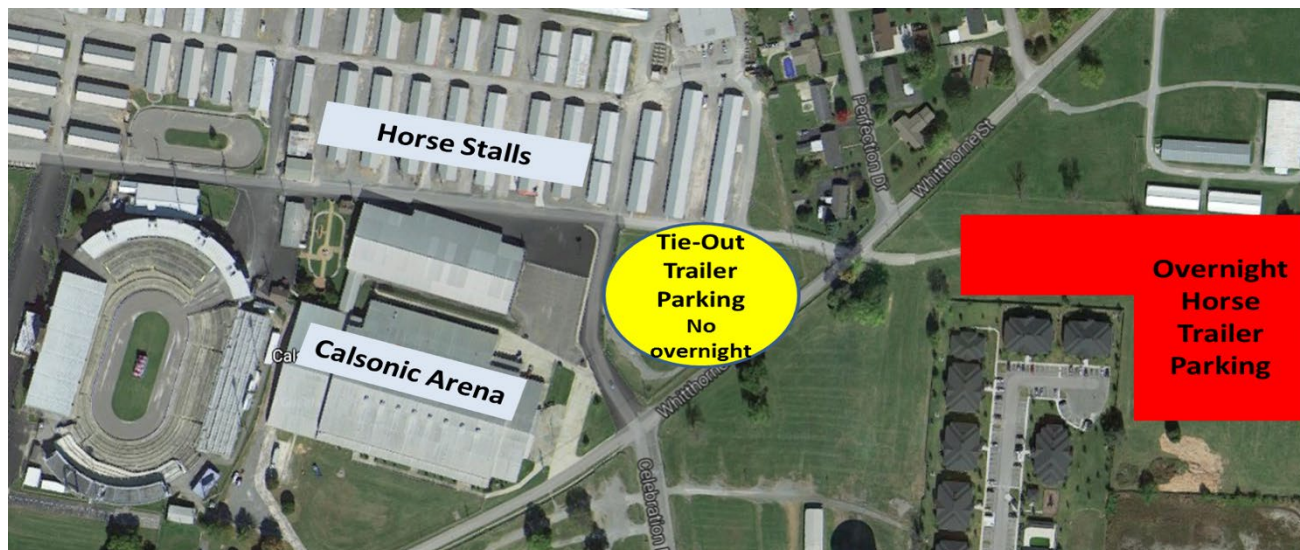 Horse Stalls
Perfection Dr
Whitthorne St
Tie-Out
Trailer
Parking
No
overnight
Overnight
Horse
Trailer
Parking
Cal
Calsonic Arena
Whitthorne
Celebration